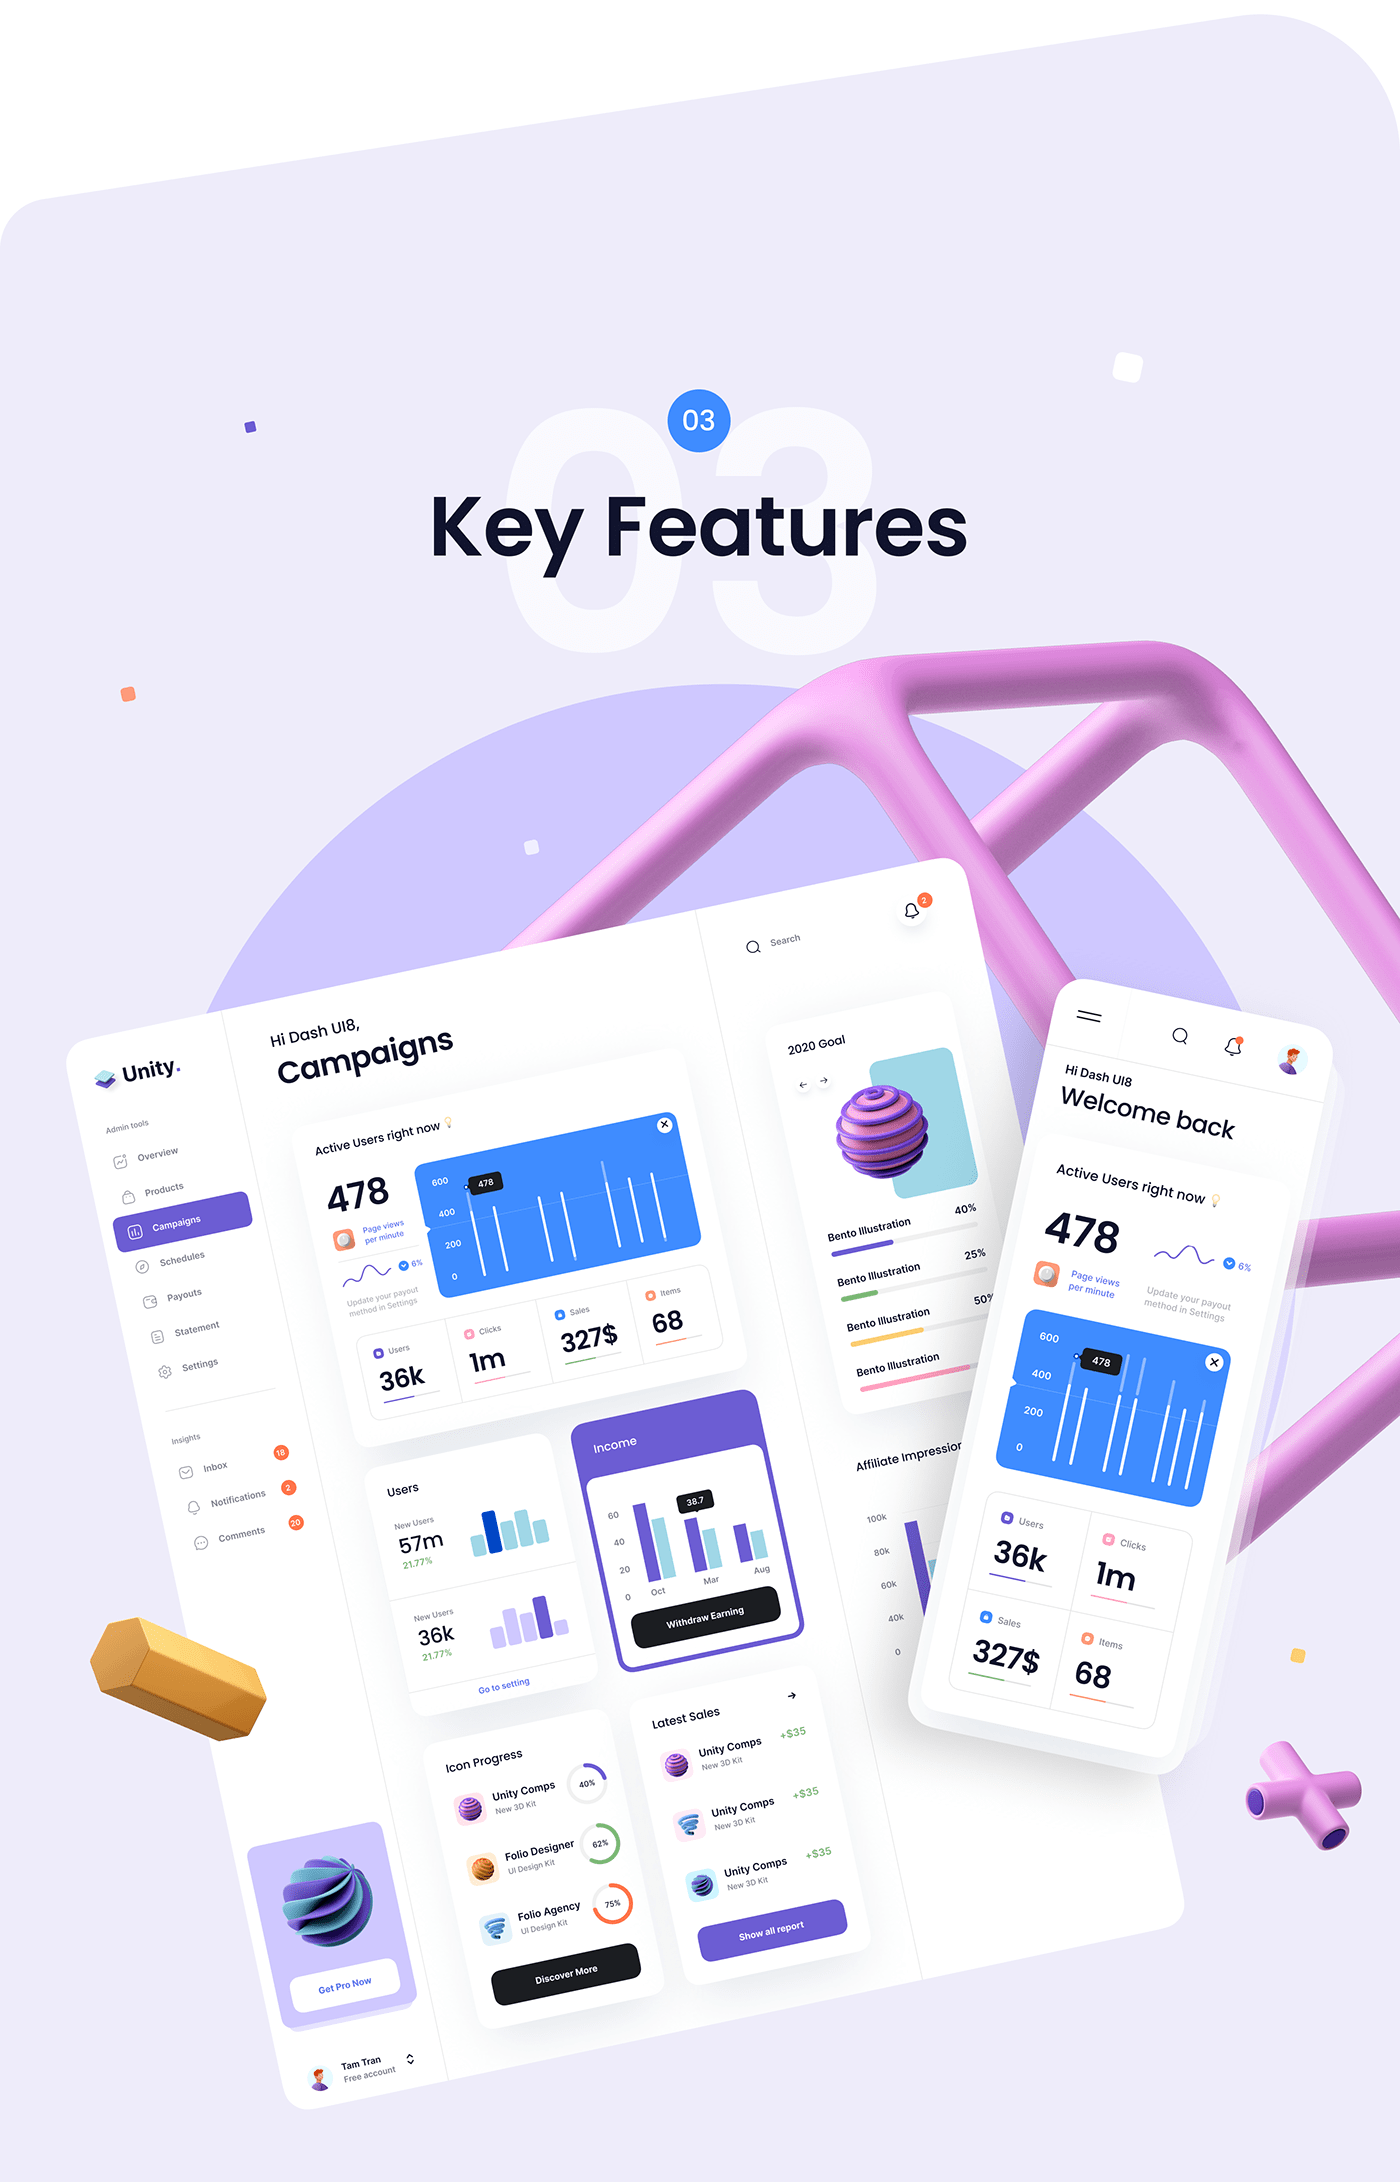 03
03
Key Features
Unity.
Admin tools
Overview
Products
Campaigns
Schedules
Payouts
Statement
Settings
Insights
Inbox
18
Notifications
2
Comments
20
Get Pro Now
Tam Tran
Free account
Hi Dash UI8,
Campaigns
Active Users right now
478
Page views
per minute
6%
Update your payout
method in Settings
600
400
200
0
478
Users
36k
Clicks
1m
Sales
327$
Items
68
Users
New Users
57m
21.77%
New Users
36k
21.77%
Go to setting
Income
60
40
20
0
38.7
Oct
Mar
Aug
Withdraw Earning
Icon Progress
Unity Comps
New 3D Kit
40%
Folio Designer
UI Design Kit
62%
Folio Agency
UI Design Kit
75%
Discover More
Latest Sales
Unity Comps
New 3D Kit
+$35
Unity Comps
New 3D Kit
+$35
Unity Comps
New 3D Kit
+$35
Show all report
Search
2
2020 Goal
Bento Illustration
40%
Bento Illustration
25%
Bento Illustration
50%
Bento Illustration
Affiliate Impression
100k
80k
60k
40k
0
Hi Dash UI8
Welcome back
Active Users right now
478
Page views
per minute
6%
Update your payout
method in Settings
600
400
200
0
478
Users
36k
Clicks
1m
Sales
327$
Items
68